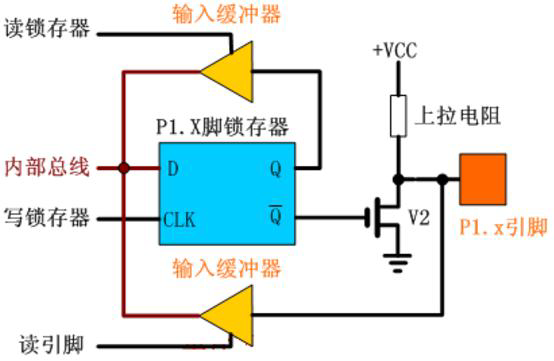 输入缓冲器
读锁存器
+VCC
上拉电阻
P1.X脚锁存器
内部总线
D
Q
写锁存器
CLK
Q̅
V2
P1.x引脚
输入缓冲器
读引脚